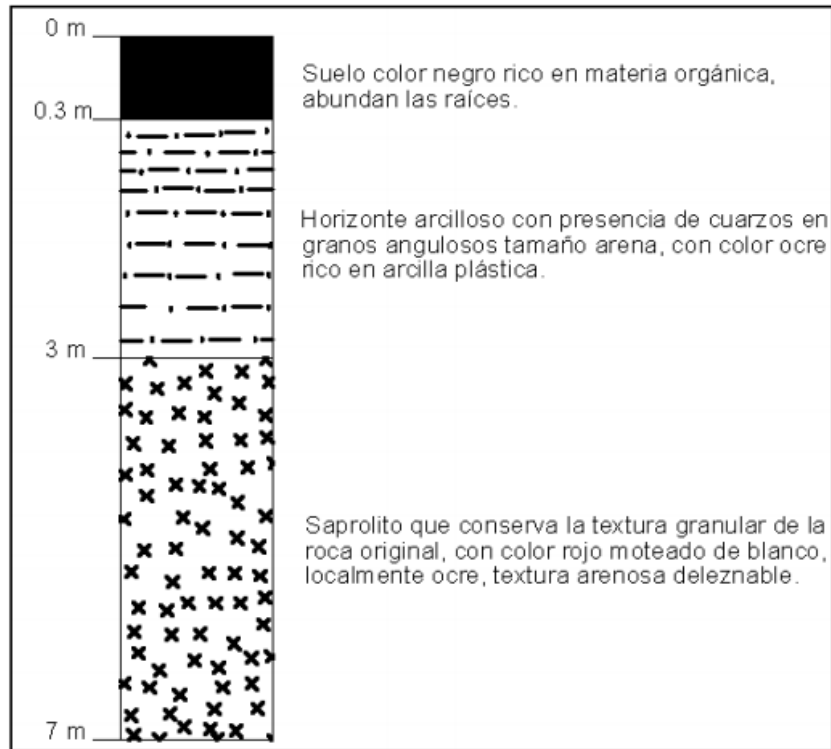 0 m
Suelo color negro rico en materia orgánica,
abundan las raíces.
0.3 m
Horizonte arcilloso con presencia de cuarzos en
granos angulosos tamaño arena, con color ocre
rico en arcilla plástica.
3 m
Saprolito que conserva la textura granular de la
roca original, con color rojo moteado de blanco,
localmente ocre, textura arenosa deleznable.
7 m